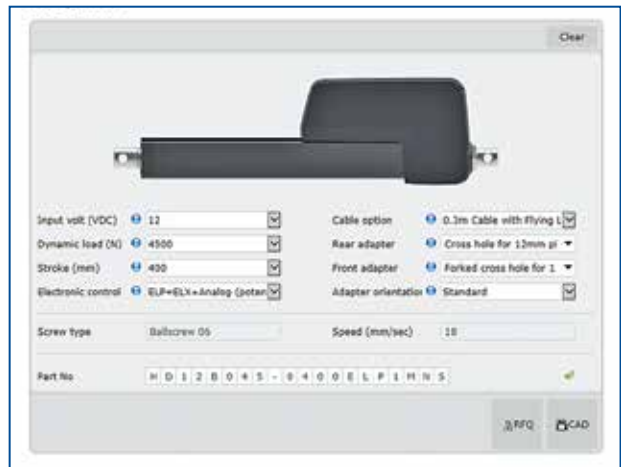 Clear
Input volt (VDC) 12 Cable option 0.3m Cable with Flying L
Dynamic load (N) 4500 Rear adapter Cross hole for 12mm pi
Stroke (mm) 400 Front adapter Forked cross hole for 1
Electronic control ELP+ELX+Analog (poten Adapter orientation Standard
Screw type Ballscrew 05 Speed (mm/sec) 18
Part No H D 1 2 B 0 4 5 - 0 4 0 0 E L P 1 M N S
RFQ CAD